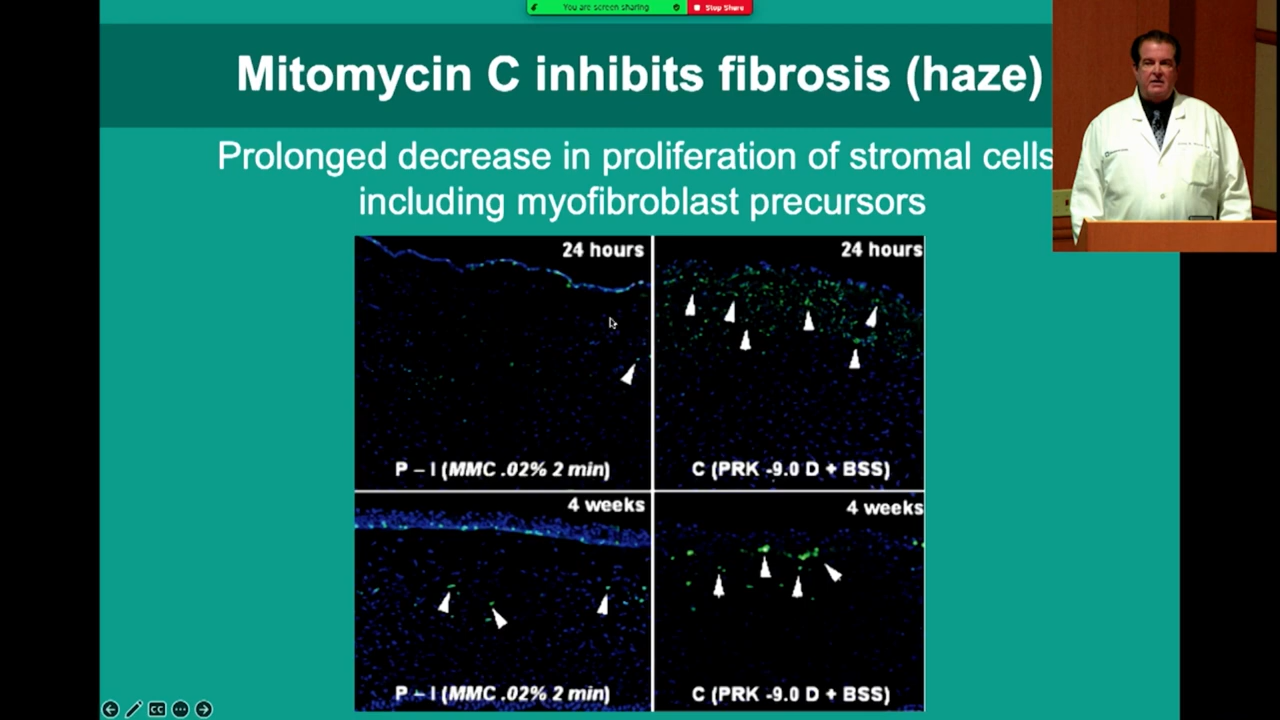 You are screen sharing
Stop Share
Mitomycin C inhibits fibrosis (haze)
Prolonged decrease in proliferation of stromal cells
including myofibroblast precursors
24 hours
24 hours
P – I (MMC .02% 2 min)
C (PRK -9.0 D + BSS)
4 weeks
4 weeks
P – I (MMC .02% 2 min)
C (PRK -9.0 D + BSS)
CC